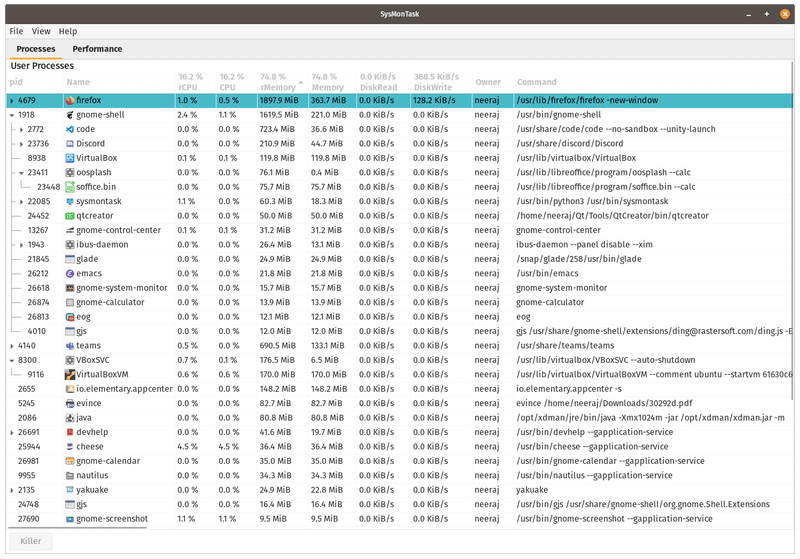 SysMonTask
File View Help
Processes Performance
User Processes
16.2 % 16.2 % 74.8 % 74.8 % 0.0 KiB/s 388.5 KiB/s
pid Name rCPU CPU rMemory Memory DiskRead DiskWrite Owner Command
4679 firefox 1.0 % 0.5 % 1897.9 MiB 363.7 MiB 0.0 KiB/s 128.2 KiB/s neeraj /usr/lib/firefox/firefox -new-window
1918 gnome-shell 2.4 % 1.1 % 1619.5 MiB 221.0 MiB 0.0 KiB/s 0.0 KiB/s neeraj /usr/bin/gnome-shell
2772 code 0.0 % 0.0 % 723.4 MiB 36.6 MiB 0.0 KiB/s 0.0 KiB/s neeraj /usr/share/code/code --no-sandbox --unity-launch
23736 Discord 0.0 % 0.0 % 210.9 MiB 44.7 MiB 0.0 KiB/s 0.0 KiB/s neeraj /usr/share/discord/Discord
8938 VirtualBox 0.1 % 0.1 % 119.8 MiB 119.8 MiB 0.0 KiB/s 0.0 KiB/s neeraj /usr/lib/virtualbox/VirtualBox
23411 oosplash 0.0 % 0.0 % 76.1 MiB 0.4 MiB 0.0 KiB/s 0.0 KiB/s neeraj /usr/lib/libreoffice/program/oosplash --calc
23448 soffice.bin 0.0 % 0.0 % 75.7 MiB 75.7 MiB 0.0 KiB/s 0.0 KiB/s neeraj /usr/lib/libreoffice/program/soffice.bin --calc
22085 sysmontask 1.1 % 0.0 % 60.3 MiB 18.3 MiB 0.0 KiB/s 0.0 KiB/s neeraj /usr/bin/python3 /usr/bin/sysmontask
24452 qtcreator 0.0 % 0.0 % 50.0 MiB 50.0 MiB 0.0 KiB/s 0.0 KiB/s neeraj /home/neeraj/Qt/Tools/QtCreator/bin/qtcreator
13267 gnome-control-center 0.1 % 0.1 % 31.2 MiB 31.2 MiB 0.0 KiB/s 0.0 KiB/s neeraj gnome-control-center
1943 ibus-daemon 0.0 % 0.0 % 26.4 MiB 13.1 MiB 0.0 KiB/s 0.0 KiB/s neeraj ibus-daemon --panel disable --xim
21845 glade 0.0 % 0.0 % 24.9 MiB 24.9 MiB 0.0 KiB/s 0.0 KiB/s neeraj /snap/glade/258/usr/bin/glade
26212 emacs 0.0 % 0.0 % 21.8 MiB 21.8 MiB 0.0 KiB/s 0.0 KiB/s neeraj /usr/bin/emacs
26618 gnome-system-monitor 0.0 % 0.0 % 15.7 MiB 15.7 MiB 0.0 KiB/s 0.0 KiB/s neeraj gnome-system-monitor
26874 gnome-calculator 0.0 % 0.0 % 13.9 MiB 13.9 MiB 0.0 KiB/s 0.0 KiB/s neeraj gnome-calculator
26813 eog 0.0 % 0.0 % 12.1 MiB 12.1 MiB 0.0 KiB/s 0.0 KiB/s neeraj eog
4010 gjs 0.0 % 0.0 % 12.0 MiB 12.0 MiB 0.0 KiB/s 0.0 KiB/s neeraj gjs /usr/share/gnome-shell/extensions/ding@rastersoft.com/ding.js -E
4140 teams 0.5 % 0.0 % 690.5 MiB 133.1 MiB 0.0 KiB/s 0.0 KiB/s neeraj /usr/share/teams/teams
8300 VBoxSVC 0.7 % 0.1 % 176.5 MiB 6.5 MiB 0.0 KiB/s 0.0 KiB/s neeraj /usr/lib/virtualbox/VBoxSVC --auto-shutdown
9116 VirtualBoxVM 0.6 % 0.6 % 170.0 MiB 170.0 MiB 0.0 KiB/s 0.0 KiB/s neeraj /usr/lib/virtualbox/VirtualBoxVM --comment ubuntu --startvm 61630c6
2655 io.elementary.appcenter 0.0 % 0.0 % 148.2 MiB 148.2 MiB 0.0 KiB/s 0.0 KiB/s neeraj io.elementary.appcenter -s
5245 evince 0.0 % 0.0 % 82.7 MiB 82.7 MiB 0.0 KiB/s 0.0 KiB/s neeraj evince /home/neeraj/Downloads/30292d.pdf
2086 java 0.0 % 0.0 % 80.8 MiB 80.8 MiB 0.0 KiB/s 0.0 KiB/s neeraj /opt/xdman/jre/bin/java -Xmx1024m -jar /opt/xdman/xdman.jar -m
26691 devhelp 0.0 % 0.0 % 41.6 MiB 19.7 MiB 0.0 KiB/s 0.0 KiB/s neeraj /usr/bin/devhelp --gapplication-service
25944 cheese 4.5 % 4.5 % 36.4 MiB 36.4 MiB 0.0 KiB/s 0.0 KiB/s neeraj /usr/bin/cheese --gapplication-service
26981 gnome-calendar 0.0 % 0.0 % 35.0 MiB 35.0 MiB 0.0 KiB/s 0.0 KiB/s neeraj /usr/bin/gnome-calendar --gapplication-service
9955 nautilus 0.0 % 0.0 % 34.3 MiB 34.3 MiB 0.0 KiB/s 0.0 KiB/s neeraj /usr/bin/nautilus --gapplication-service
2135 yakuake 0.0 % 0.0 % 24.9 MiB 22.8 MiB 0.0 KiB/s 0.0 KiB/s neeraj yakuake
24748 gjs 0.0 % 0.0 % 16.4 MiB 16.4 MiB 0.0 KiB/s 0.0 KiB/s neeraj /usr/bin/gjs /usr/share/gnome-shell/org.gnome.Shell.Extensions
27690 gnome-screenshot 1.1 % 1.1 % 9.5 MiB 9.5 MiB 0.0 KiB/s 0.0 KiB/s neeraj /usr/bin/gnome-screenshot --gapplication-service
Killer